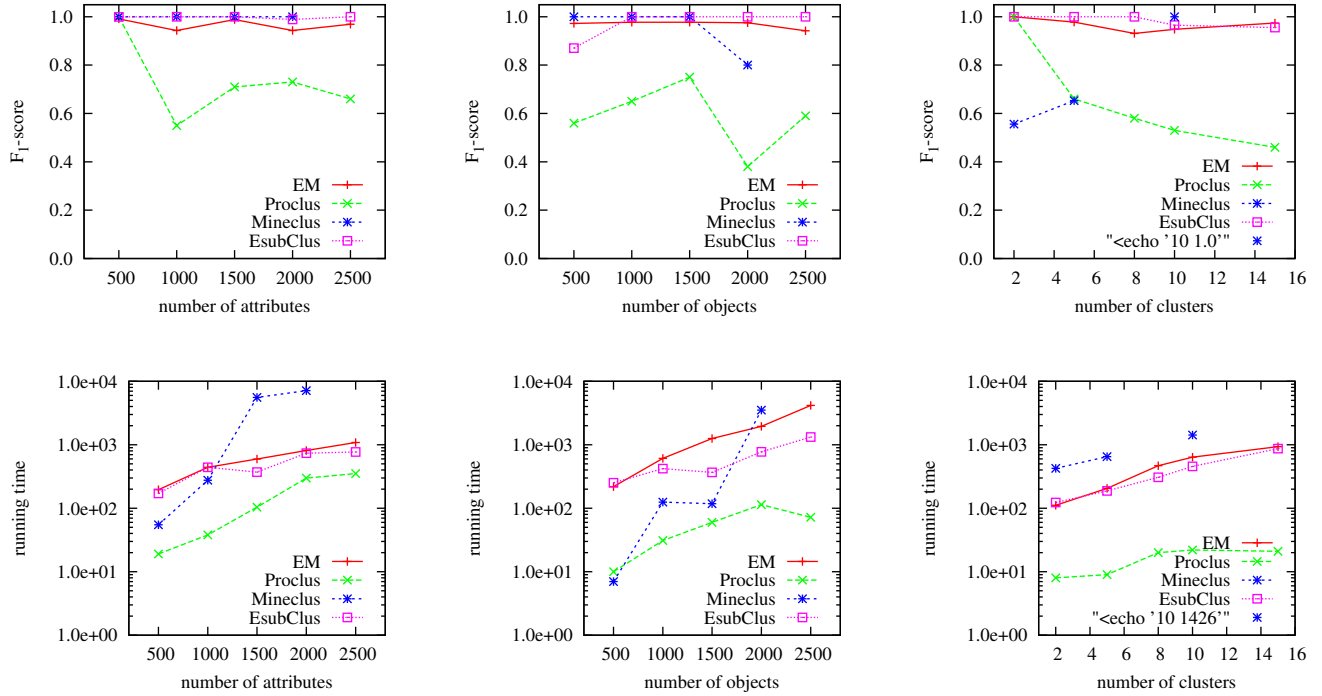 1.0
0.8
0.6
0.4
0.2
0.0
F1-score
500 1000 1500 2000 2500
number of attributes
EM
Proclus
Mineclus
EsubClus
1.0
0.8
0.6
0.4
0.2
0.0
F1-score
500 1000 1500 2000 2500
number of objects
EM
Proclus
Mineclus
EsubClus
1.0
0.8
0.6
0.4
0.2
0.0
F1-score
2 4 6 8 10 12 14 16
number of clusters
EM
Proclus
Mineclus
EsubClus
"<echo '10 1.0'"
1.0e+04
1.0e+03
1.0e+02
1.0e+01
1.0e+00
running time
500 1000 1500 2000 2500
number of attributes
EM
Proclus
Mineclus
EsubClus
1.0e+04
1.0e+03
1.0e+02
1.0e+01
1.0e+00
running time
500 1000 1500 2000 2500
number of objects
EM
Proclus
Mineclus
EsubClus
1.0e+04
1.0e+03
1.0e+02
1.0e+01
1.0e+00
running time
2 4 6 8 10 12 14 16
number of clusters
EM
Proclus
Mineclus
EsubClus
"<echo '10 1426'"